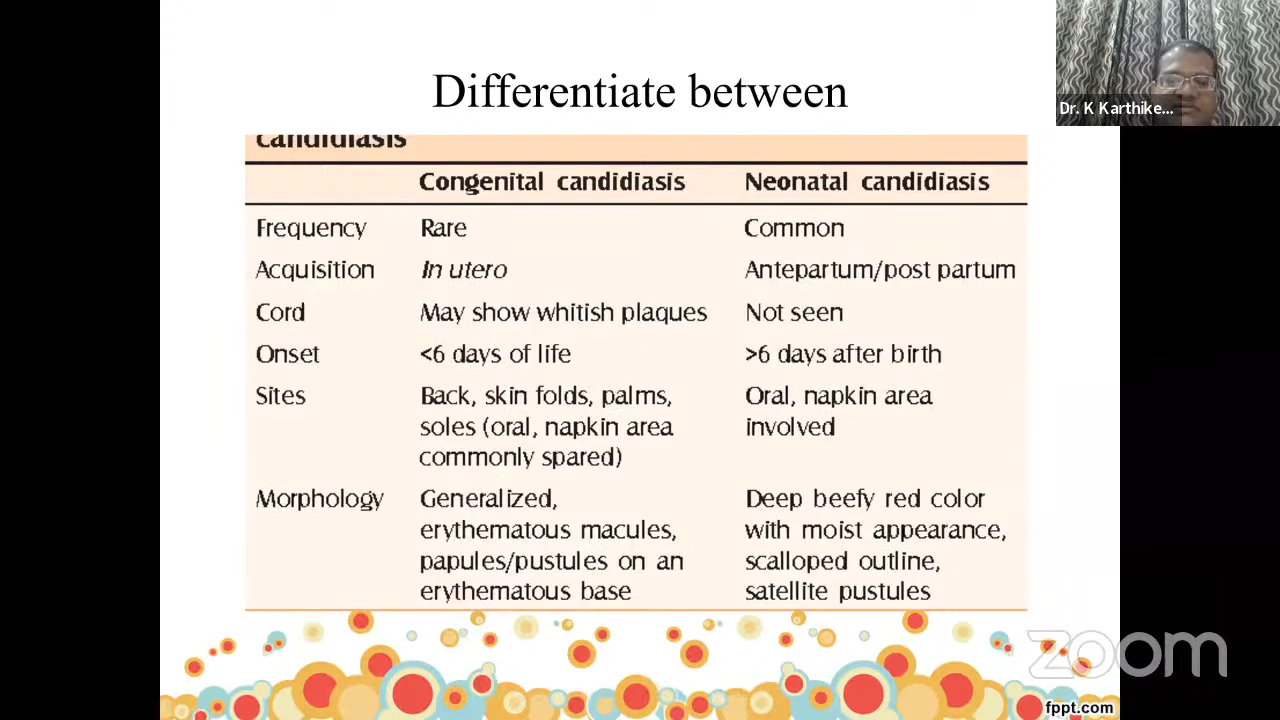 Differentiate between
Dr. K Karthike...
candidiasis
Congenital candidiasis Neonatal candidiasis
Frequency Rare Common
Acquisition In utero Antepartum/post partum
Cord May show whitish plaques Not seen
Onset <6 days of life >6 days after birth
Sites Back, skin folds, palms, Oral, napkin area
soles (oral, napkin area involved
commonly spared)
Morphology Generalized, Deep beefy red color
erythematous macules, with moist appearance,
papules/pustules on an scalloped outline,
erythematous base satellite pustules
zoom
fppt.com